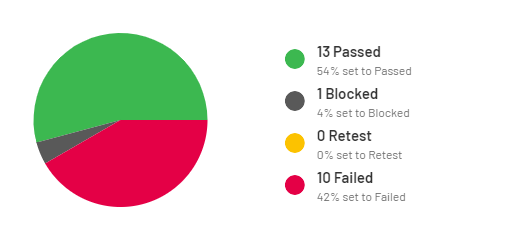 13 Passed
54% set to Passed
1 Blocked
4% set to Blocked
0 Retest
0% set to Retest
10 Failed
42% set to Failed